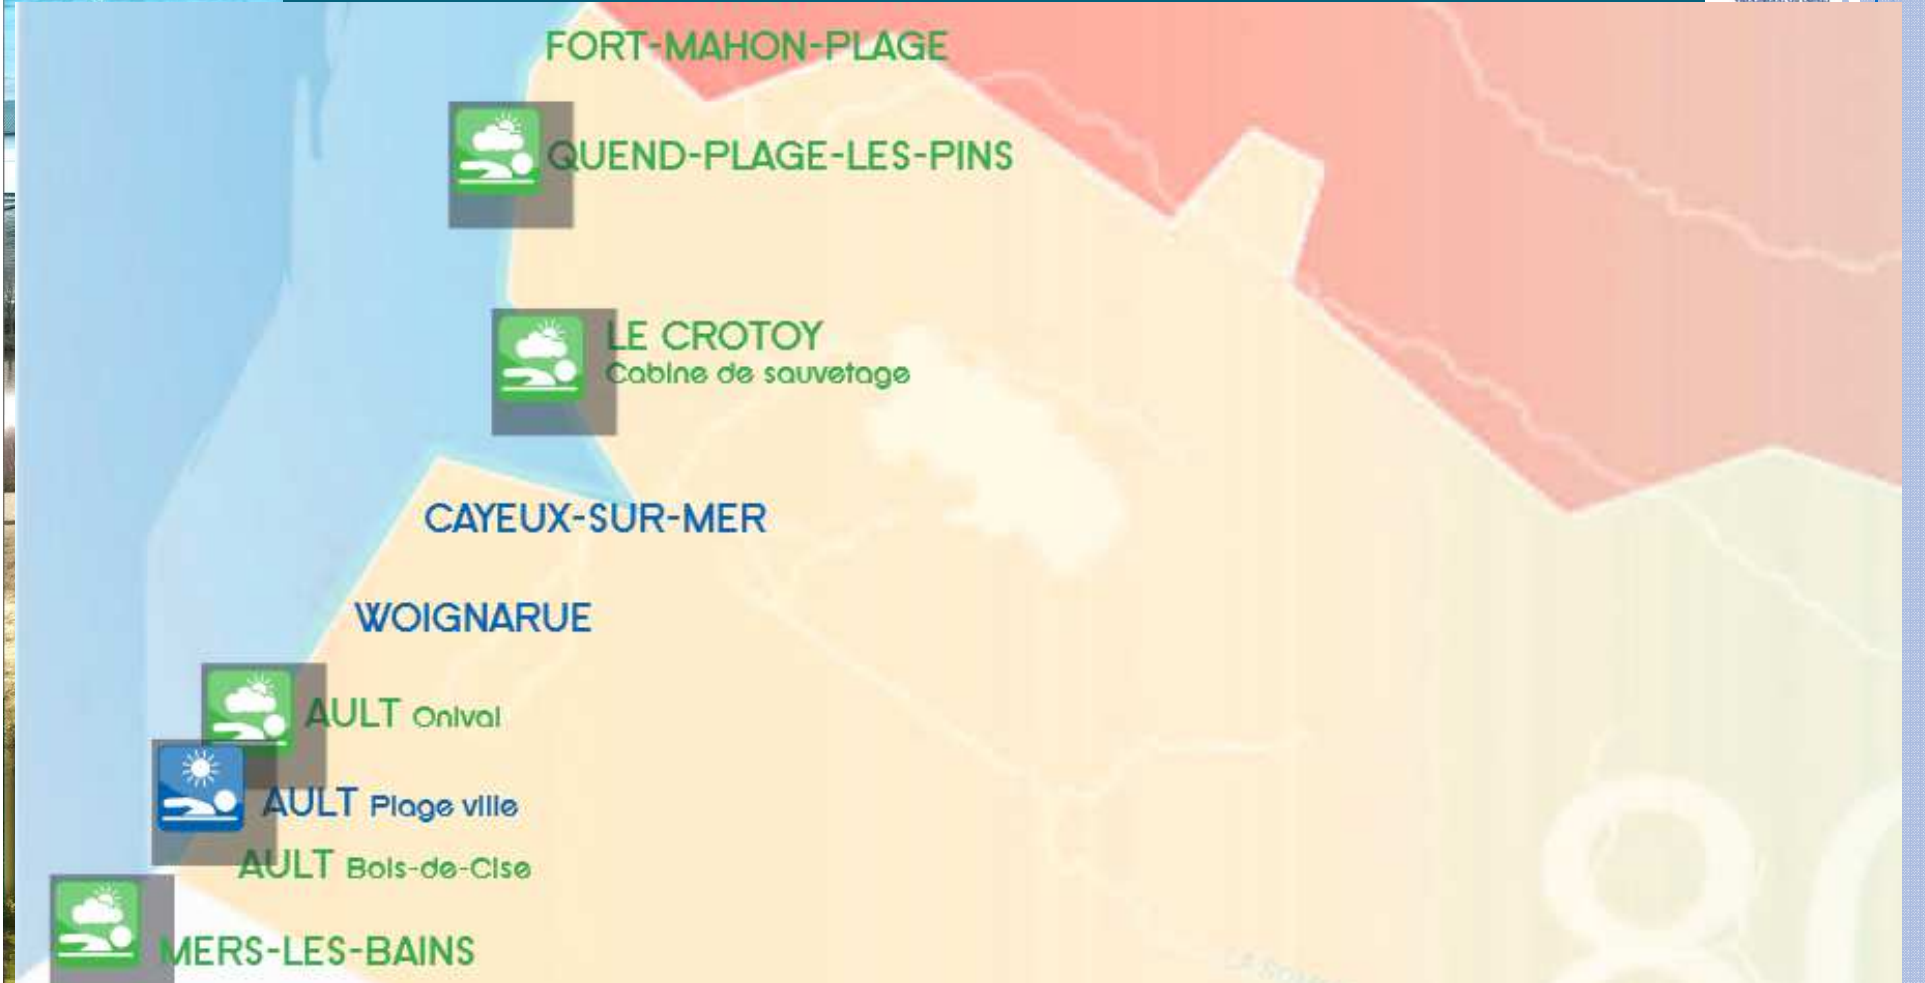 FORT-MAHON-PLAGE
QUEND-PLAGE-LES-PINS
LE CROTOY
Cabine de sauvetage
CAYEUX-SUR-MER
WOIGNARUE
AULT Onival
AULT Plage ville
AULT Bois-de-Cise
MERS-LES-BAINS